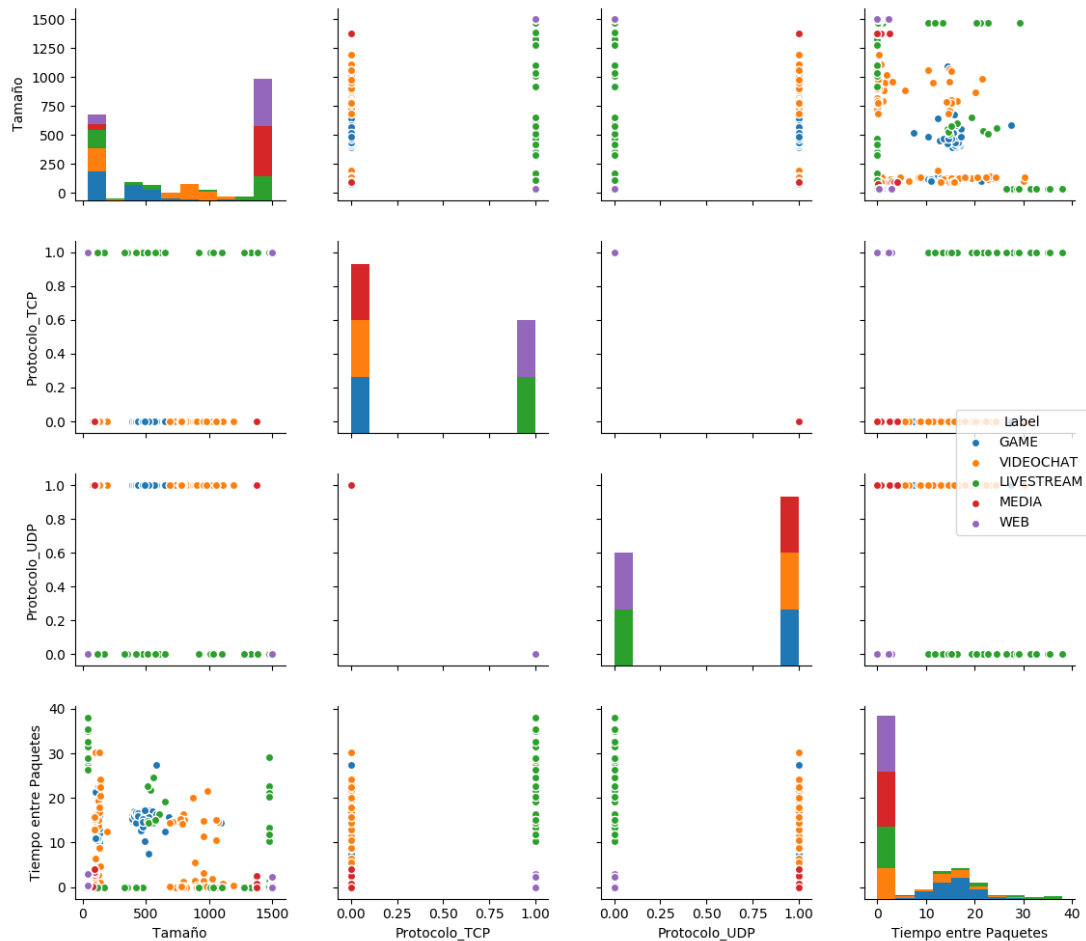 1500
1250
1000
750
500
250
0
Tamaño
1.0
0.8
0.6
0.4
0.2
0.0
Protocolo_TCP
Label
GAME
VIDEOCHAT
LIVESTREAM
MEDIA
WEB
1.0
0.8
0.6
0.4
0.2
0.0
Protocolo_UDP
40
30
20
10
0
Tiempo entre Paquetes
0 500 1000 1500
0.00 0.25 0.50 0.75 1.00
0.00 0.25 0.50 0.75 1.00
0 10 20 30 40
Tamaño
Protocolo_TCP
Protocolo_UDP
Tiempo entre Paquetes